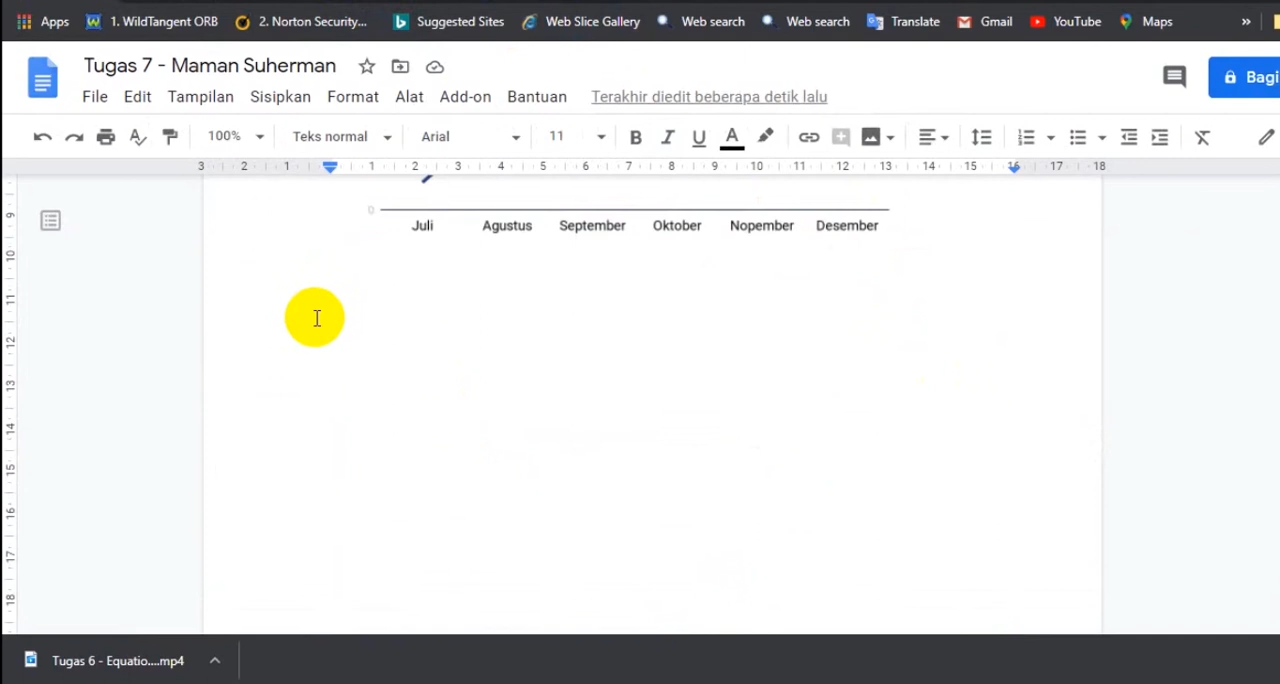 Apps 1. WildTangent ORB 2. Norton Security... Suggested Sites Web Slice Gallery Web search Web search Translate Gmail YouTube Maps »
Tugas 7 - Maman Suherman
Bagi
File Edit Tampilan Sisipkan Format Alat Add-on Bantuan Terakhir diedit beberapa detik lalu
100% Teks normal Arial 11 B I U A
3 2 1 1 2 3 4 5 6 7 8 9 10 11 12 13 14 15 16 17 18
0
Juli Agustus September Oktober Nopember Desember
9
10
11
12
13
14
15
16
17
18
Tugas 6 - Equatio....mp4